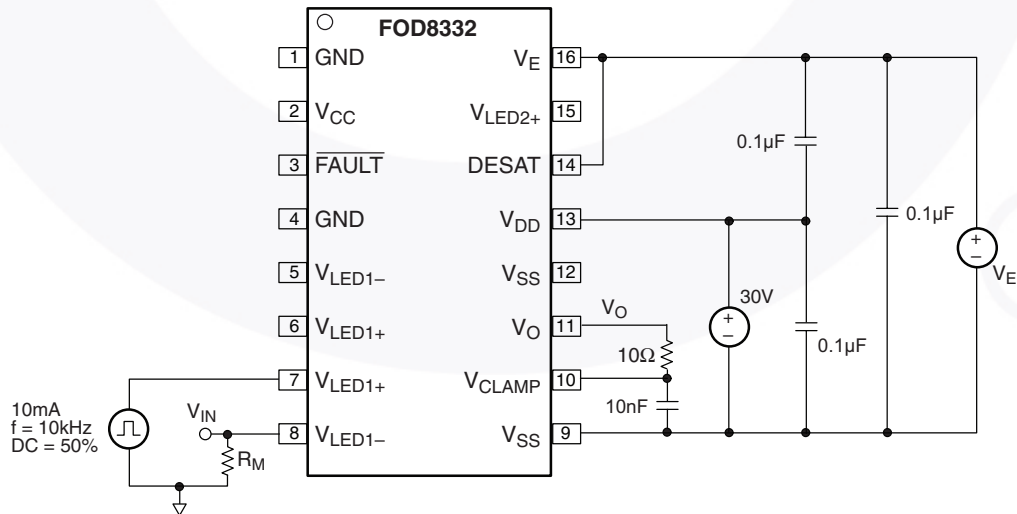 FOD8332
1 GND
2 VCC
3 FAULT
4 GND
5 VLED1–
6 VLED1+
7 VLED1+
8 VLED1–
VE 16
VLED2+ 15
DESAT 14
VDD 13
VSS 12
VO 11
VCLAMP 10
VSS 9
0.1µF
0.1µF
+
–
VE
30V
+
–
0.1µF
VO
10Ω
10nF
10mA
f = 10kHz
DC = 50%
VIN
RM